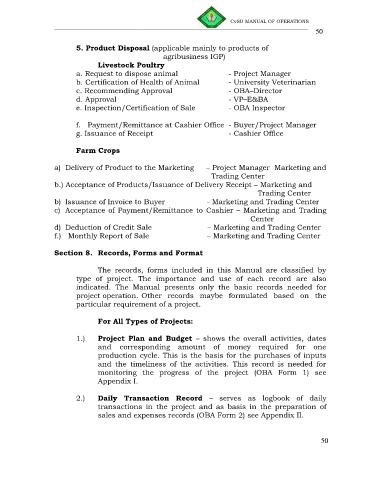 CvSU MANUAL OF OPERATIONS
50
5. Product Disposal (applicable mainly to products of
agribusiness IGP)
Livestock Poultry
a. Request to dispose animal - Project Manager
b. Certification of Health of Animal - University Veterinarian
c. Recommending Approval - OBA–Director
d. Approval - VP–E&BA
e. Inspection/Certification of Sale - OBA Inspector
f. Payment/Remittance at Cashier Office - Buyer/Project Manager
g. Issuance of Receipt - Cashier Office
Farm Crops
a) Delivery of Product to the Marketing – Project Manager Marketing and
Trading Center
b.) Acceptance of Products/Issuance of Delivery Receipt – Marketing and
Trading Center
b) Issuance of Invoice to Buyer - Marketing and Trading Center
c) Acceptance of Payment/Remittance to Cashier – Marketing and Trading
Center
d) Deduction of Credit Sale – Marketing and Trading Center
f.) Monthly Report of Sale – Marketing and Trading Center
Section 8. Records, Forms and Format
The records, forms included in this Manual are classified by
type of project. The importance and use of each record are also
indicated. The Manual presents only the basic records needed for
project operation. Other records maybe formulated based on the
particular requirement of a project.
For All Types of Projects:
1.) Project Plan and Budget – shows the overall activities, dates
and corresponding amount of money required for one
production cycle. This is the basis for the purchases of inputs
and the timeliness of the activities. This record is needed for
monitoring the progress of the project (OBA Form 1) see
Appendix I.
2.) Daily Transaction Record – serves as logbook of daily
transactions in the project and as basis in the preparation of
sales and expenses records (OBA Form 2) see Appendix II.
50